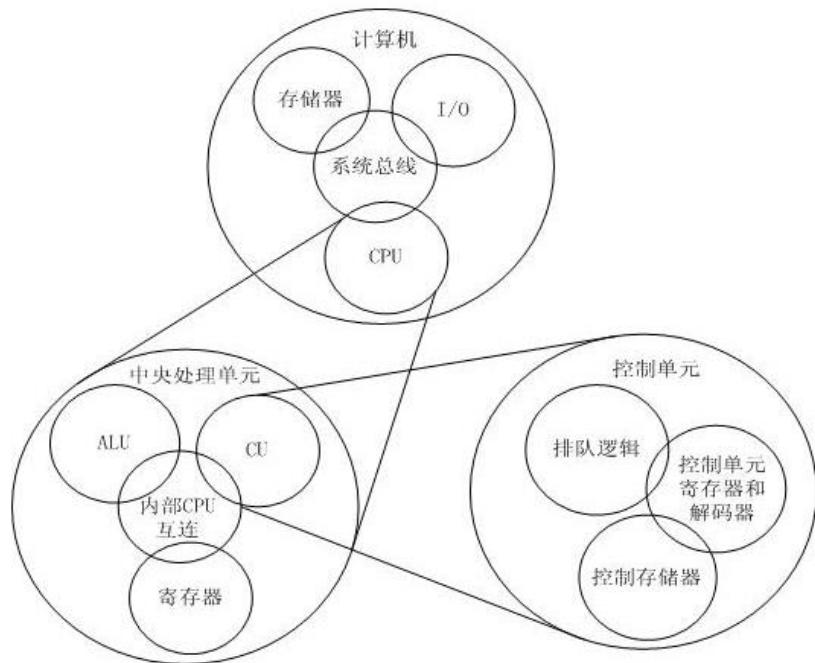 计算机
存储器
I/O
系统总线
CPU
中央处理单元
ALU
CU
内部CPU
互连
寄存器
控制单元
排队逻辑
控制单元
寄存器和
解码器
控制存储器